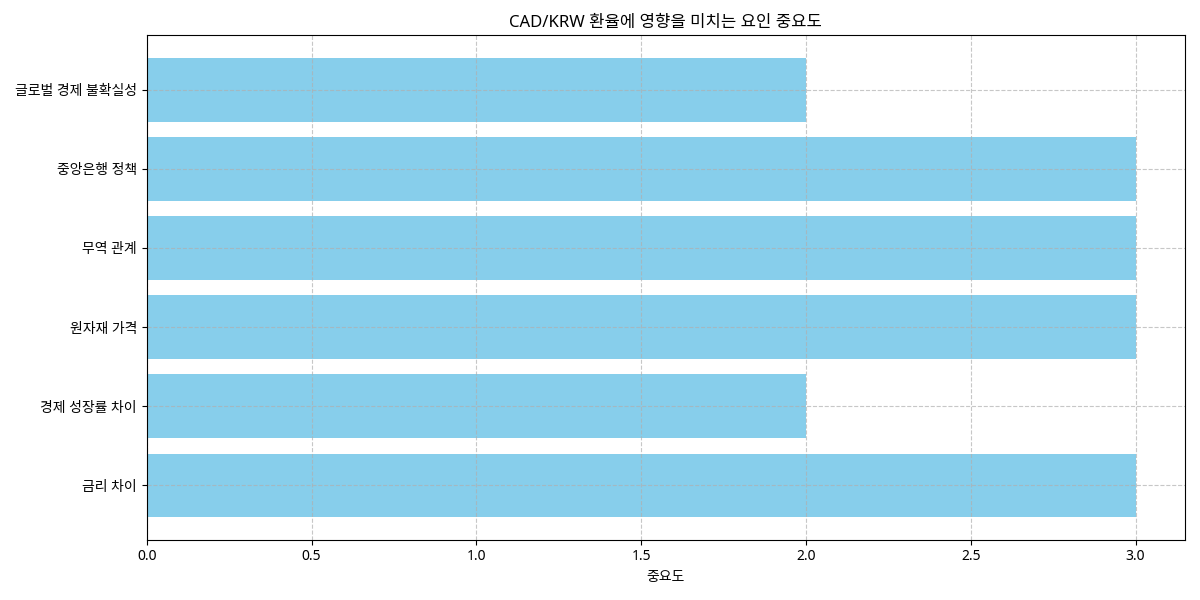 CAD/KRW 환율에 영향을 미치는 요인 중요도
글로벌 경제 불확실성
중앙은행 정책
무역 관계
원자재 가격
경제 성장률 차이
금리 차이
0.0 0.5 1.0 1.5 2.0 2.5 3.0
중요도